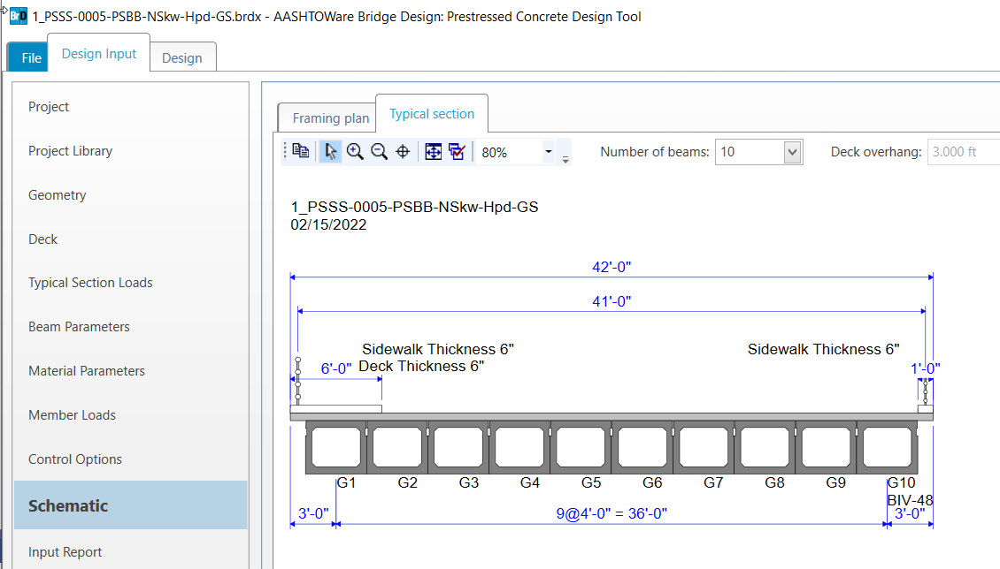 BrD 1_PSSS-0005-PSBB-NSkw-Hpd-GS.brdx - AASHTOWare Bridge Design: Prestressed Concrete Design Tool
File Design Input Design
Project
Project Library
Geometry
Deck
Typical Section Loads
Beam Parameters
Material Parameters
Member Loads
Control Options
Schematic
Input Report
Framing plan Typical section
80% Number of beams: 10 Deck overhang: 3.000 ft
1_PSSS-0005-PSBB-NSkw-Hpd-GS
02/15/2022
42'-0"
41'-0"
Sidewalk Thickness 6" Sidewalk Thickness 6"
6'-0" Deck Thickness 6" 1'-0"
G1 G2 G3 G4 G5 G6 G7 G8 G9 G10
BIV-48
3'-0" 9@4'-0" = 36'-0" 3'-0"